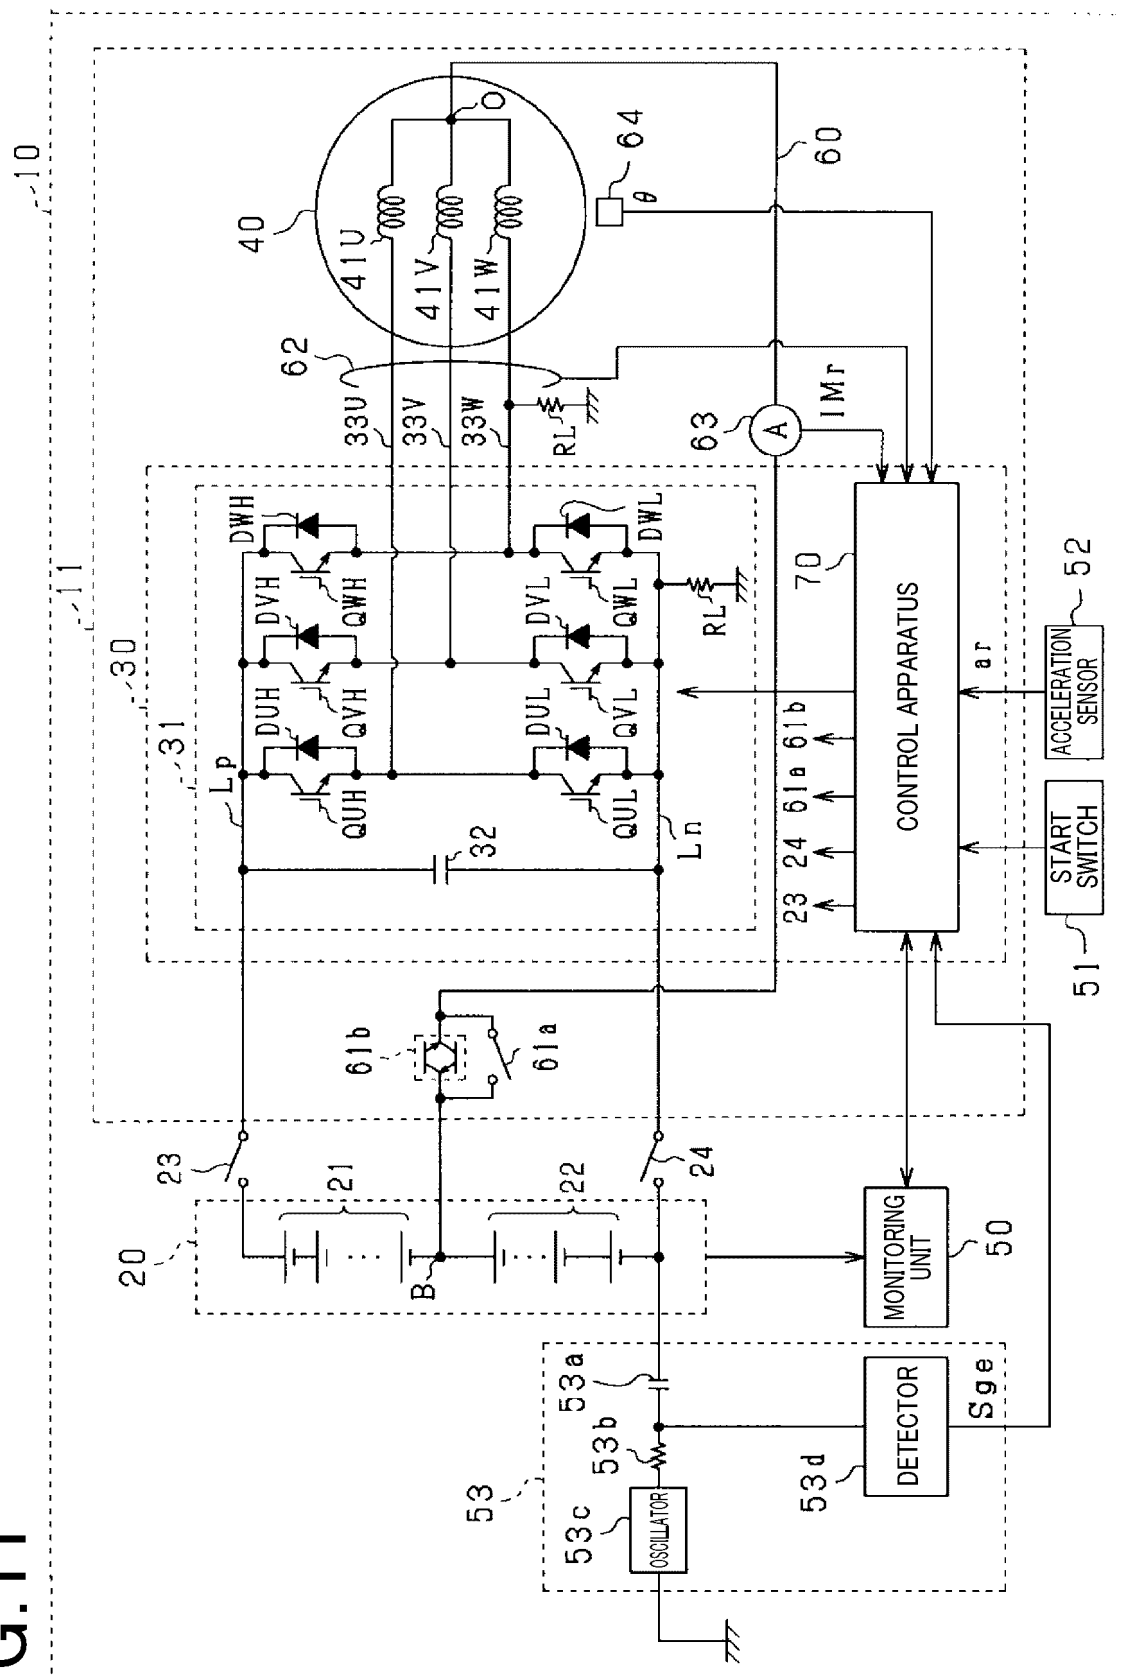 G. 11
10
11
30
31
Lp
40
41U
41V
41W
O
64
θ
60
62
33U
33V
33W
RL
63
A
IMr
DUH
DVH
DWH
QUH
QVH
QWH
DUL
DVL
DWL
QUL
QVL
QWL
RL
32
Ln
70
CONTROL APPARATUS
23
24
61a
61b
ar
52
ACCELERATION
SENSOR
51
START
SWITCH
61b
61a
23
24
20
21
22
B
50
MONITORING
UNIT
53
53a
53b
53c
OSCILLATOR
53d
DETECTOR
Sge